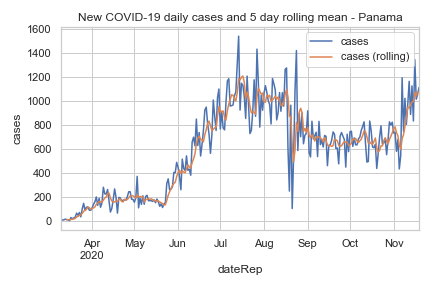 New COVID-19 daily cases and 5 day rolling mean - Panama
cases
cases (rolling)
1600
1400
1200
1000
800
600
400
200
0
cases
Apr
2020
May
Jun
Jul
Aug
Sep
Oct
Nov
dateRep